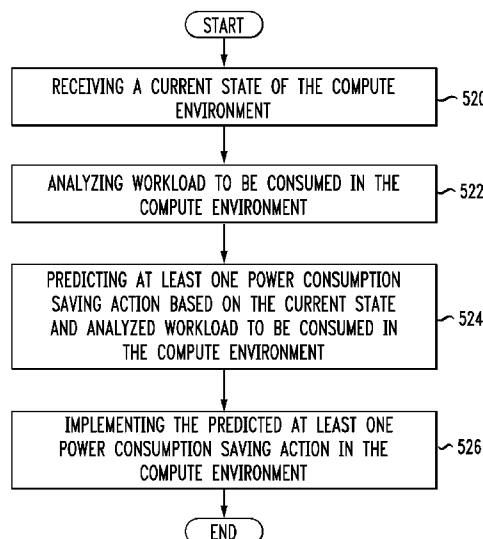 START
RECEIVING A CURRENT STATE OF THE COMPUTE
ENVIRONMENT
520
ANALYZING WORKLOAD TO BE CONSUMED IN THE
COMPUTE ENVIRONMENT
522
PREDICTING AT LEAST ONE POWER CONSUMPTION
SAVING ACTION BASED ON THE CURRENT STATE
AND ANALYZED WORKLOAD TO BE CONSUMED IN
THE COMPUTE ENVIRONMENT
524
IMPLEMENTING THE PREDICTED AT LEAST ONE
POWER CONSUMPTION SAVING ACTION IN THE
COMPUTE ENVIRONMENT
526
END